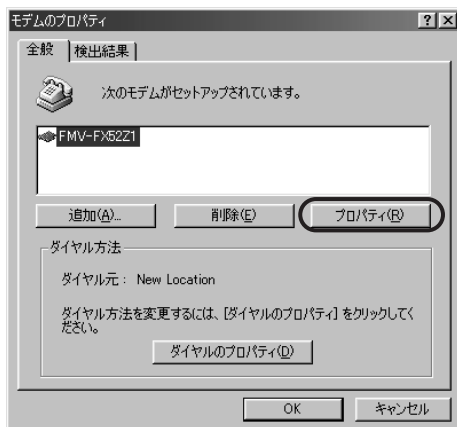 モデムのプロパティ
全般
検出結果
次のモデムがセットアップされています。
FMV-FX52Z1
追加(A)...
削除(E)
プロパティ(R)
ダイヤル方法
ダイヤル元： New Location
ダイヤル方法を変更するには、[ダイヤルのプロパティ] をクリックしてく
ださい。
ダイヤルのプロパティ(D)
OK
キャンセル